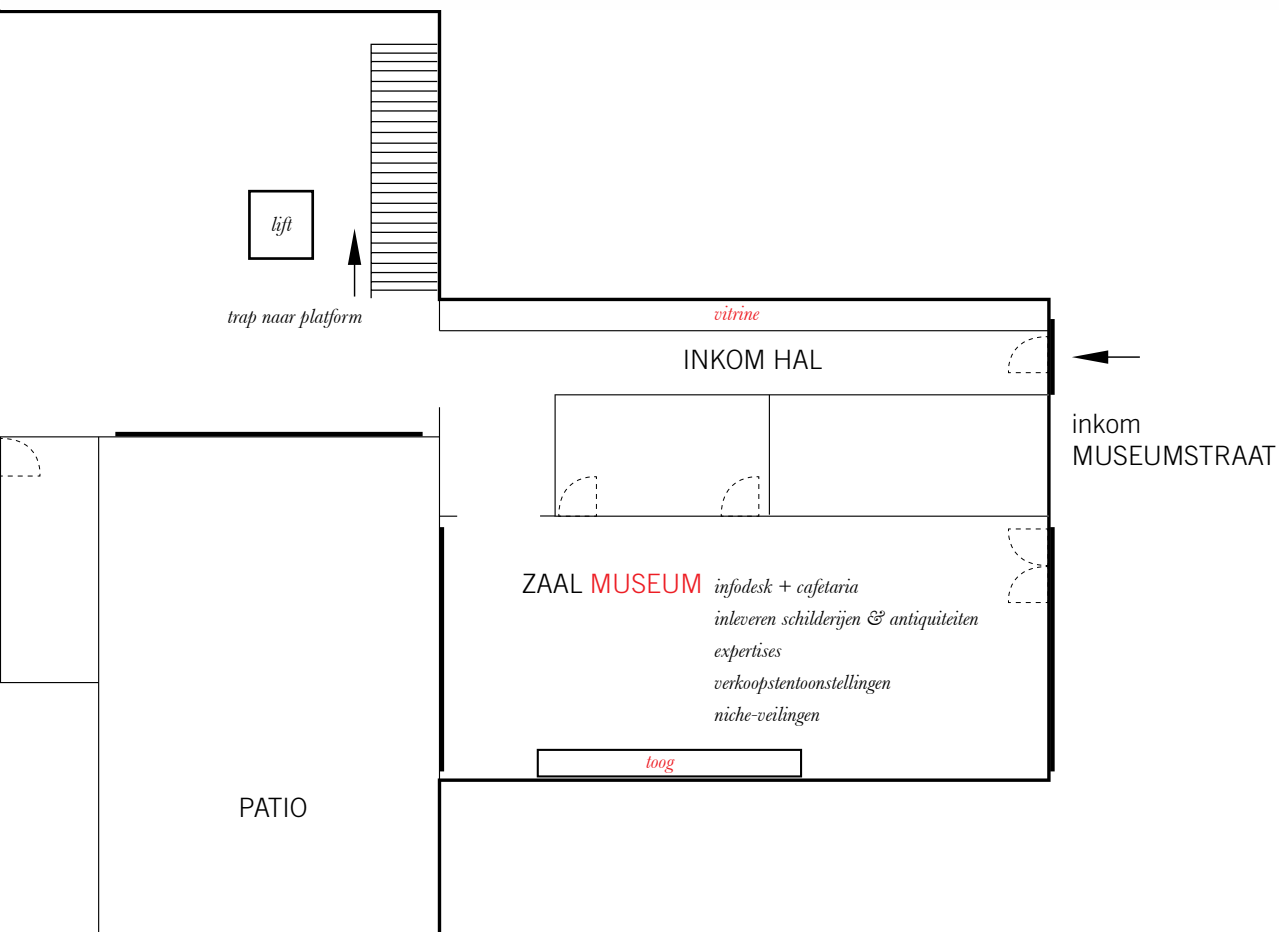 lift
trap naar platform
vitrine
INKOM HAL
inkom
MUSEUMSTRAAT
ZAAL MUSEUM infodesk + cafetaria
inleveren schilderijen & antiquiteiten
expertises
verkoopstentoonstellingen
niche-veilingen
toog
PATIO